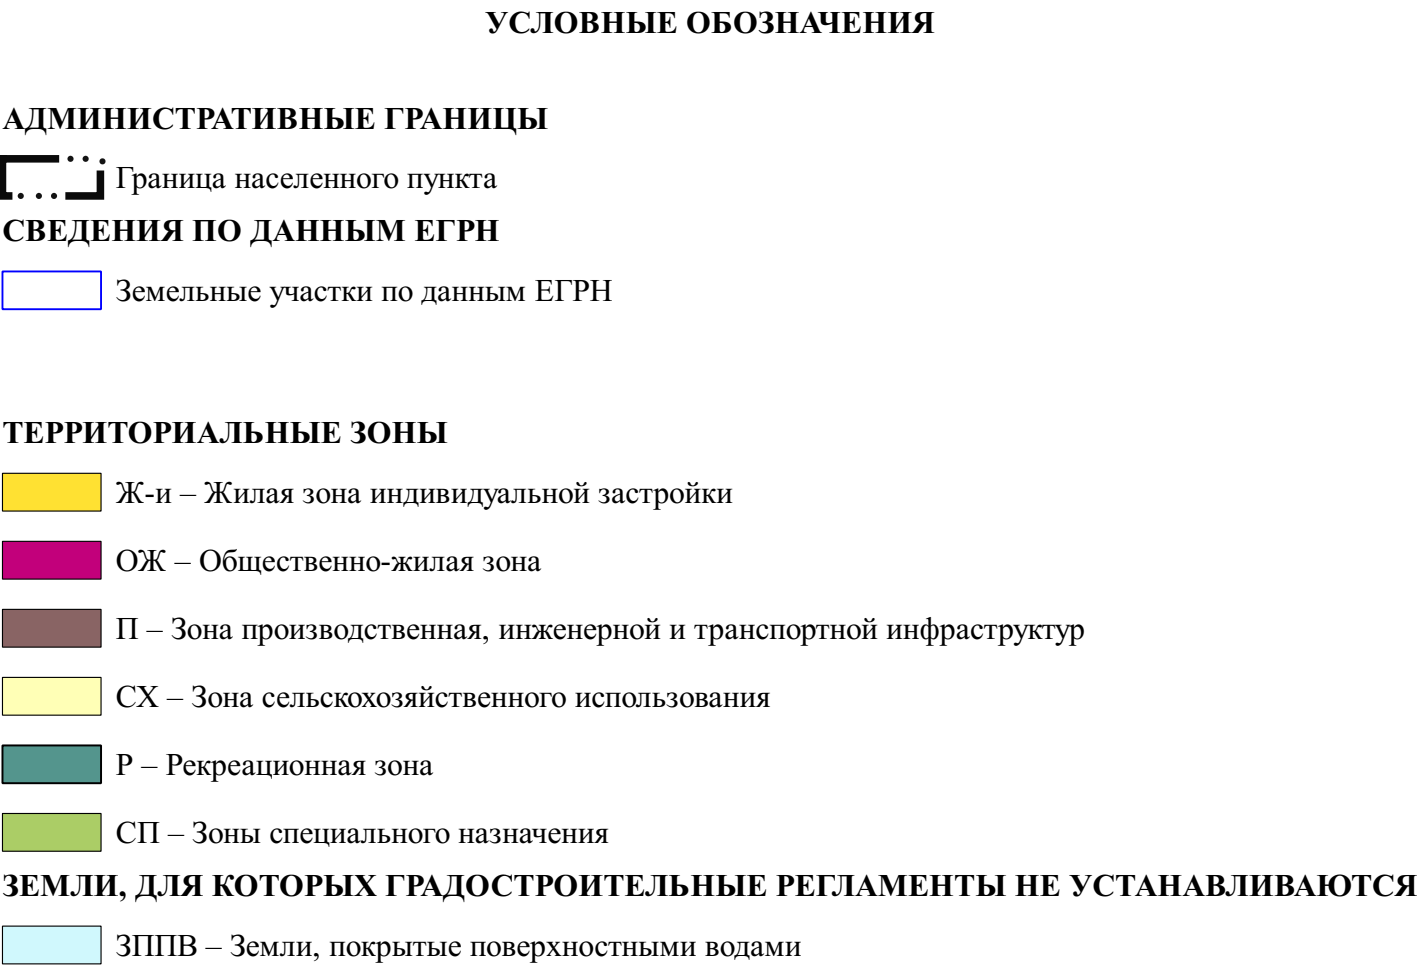 УСЛОВНЫЕ ОБОЗНАЧЕНИЯ
АДМИНИСТРАТИВНЫЕ ГРАНИЦЫ
Граница населенного пункта
СВЕДЕНИЯ ПО ДАННЫМ ЕГРН
Земельные участки по данным ЕГРН
ТЕРРИТОРИАЛЬНЫЕ ЗОНЫ
Ж-и – Жилая зона индивидуальной застройки
ОЖ – Общественно-жилая зона
П – Зона производственная, инженерной и транспортной инфраструктур
СХ – Зона сельскохозяйственного использования
Р – Рекреационная зона
СП – Зоны специального назначения
ЗЕМЛИ, ДЛЯ КОТОРЫХ ГРАДОСТРОИТЕЛЬНЫЕ РЕГЛАМЕНТЫ НЕ УСТАНАВЛИВАЮТСЯ
ЗППВ – Земли, покрытые поверхностными водами